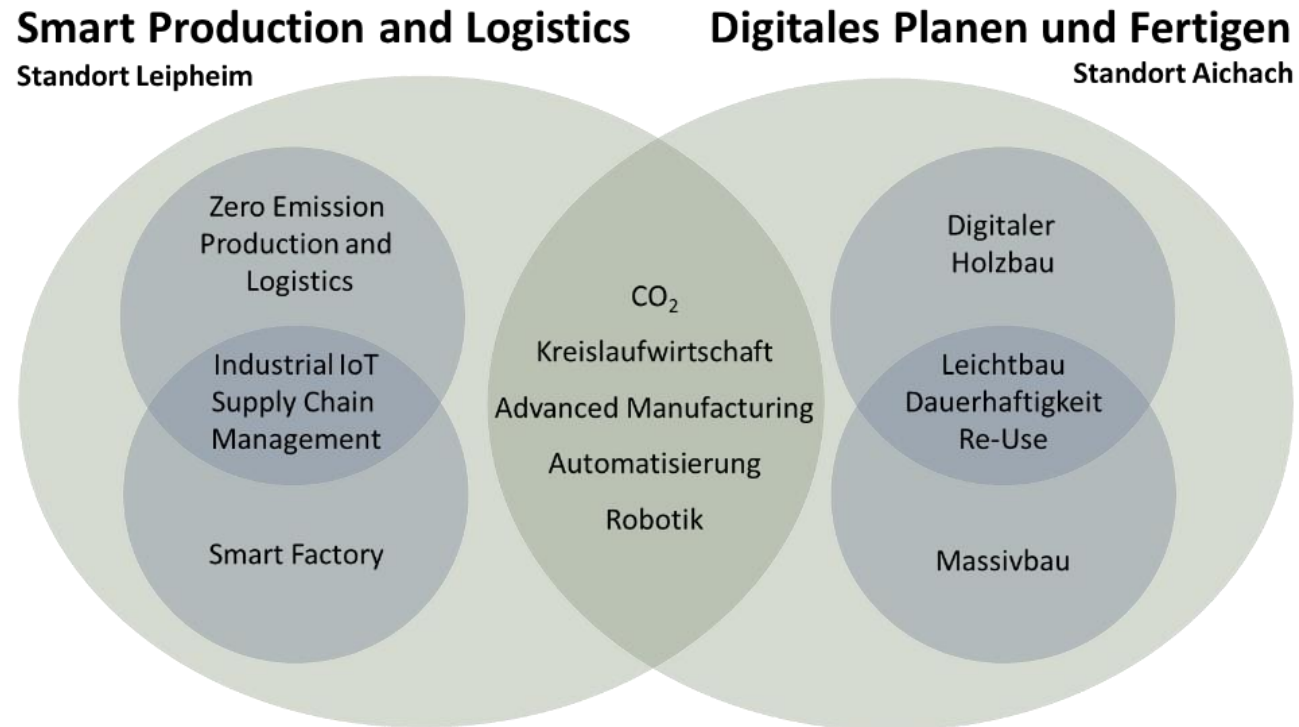 Smart Production and Logistics
Standort Leipheim
Digitales Planen und Fertigen
Standort Aichach
Zero Emission
Production and
Logistics
Industrial IoT
Supply Chain
Management
Smart Factory
CO₂
Kreislaufwirtschaft
Advanced Manufacturing
Automatisierung
Robotik
Digitaler
Holzbau
Leichtbau
Dauerhaftigkeit
Re-Use
Massivbau